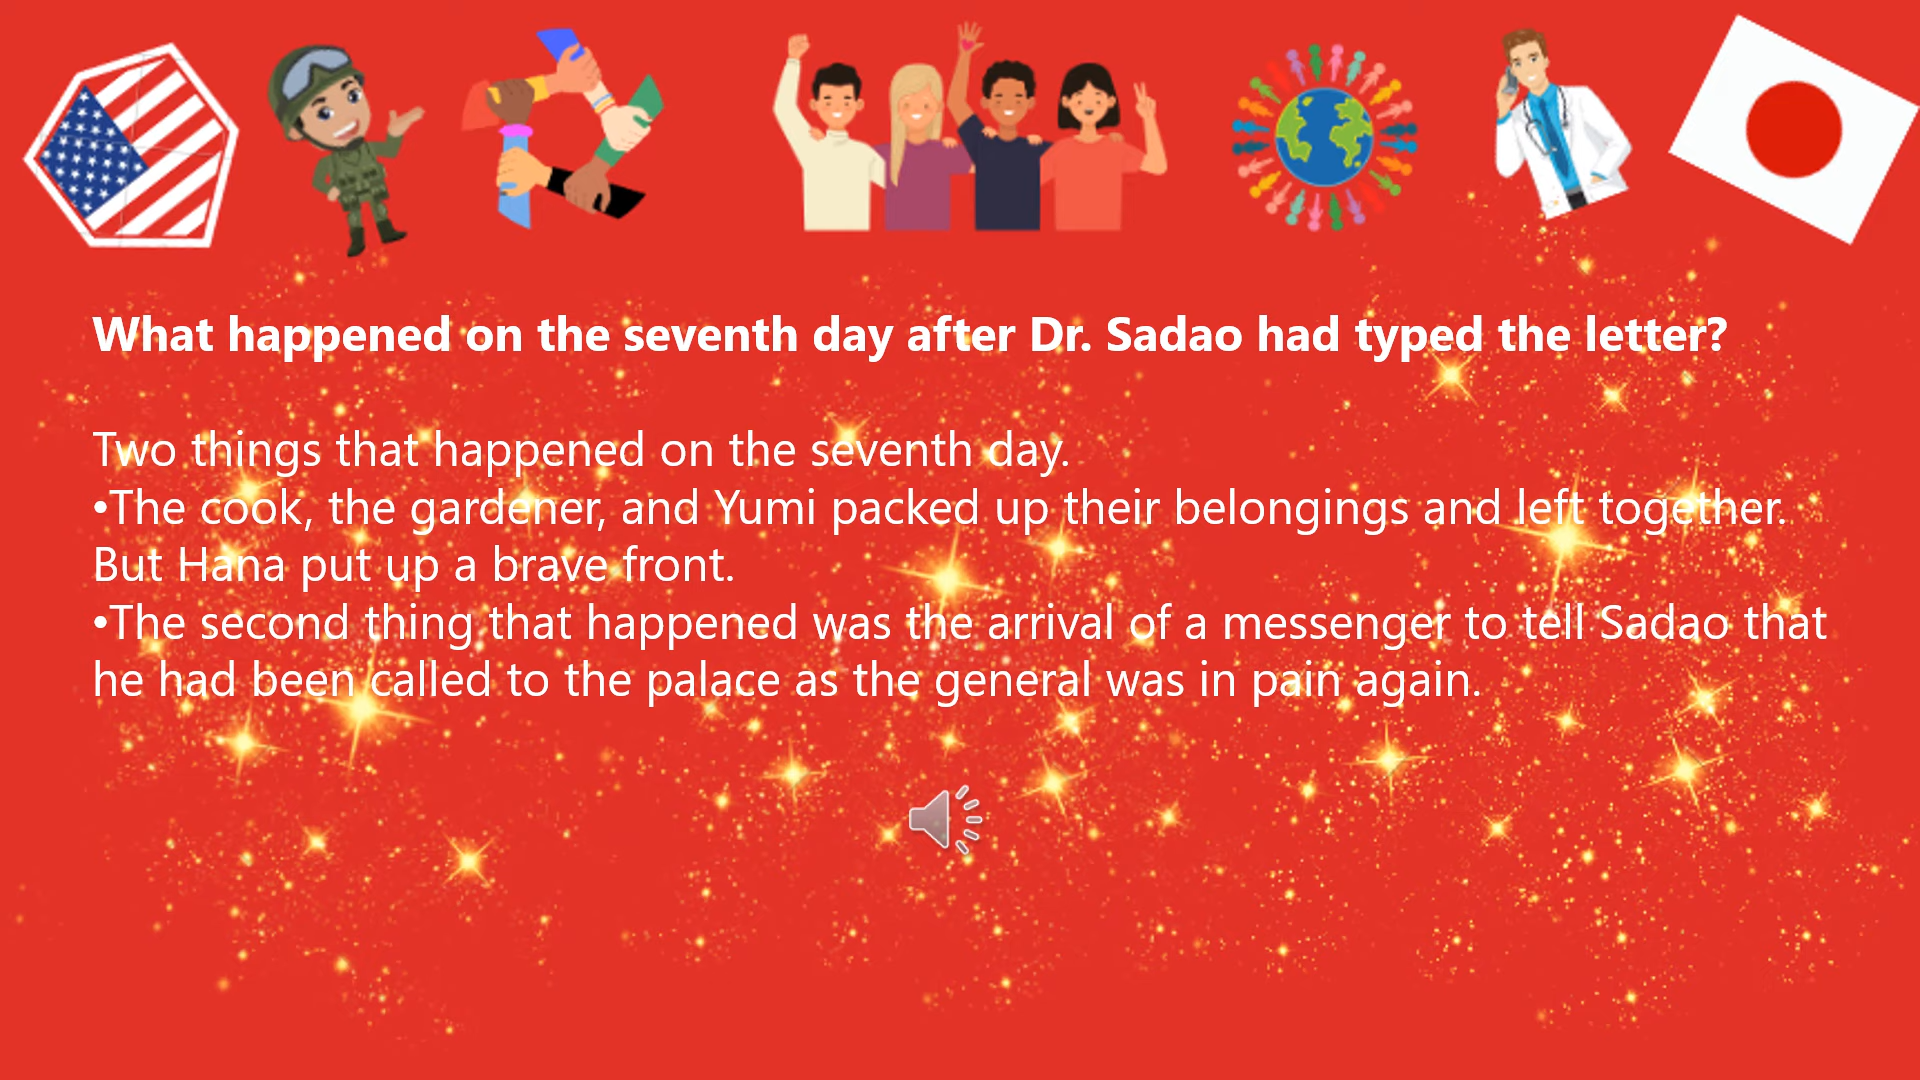 What happened on the seventh day after Dr. Sadao had typed the letter?
Two things that happened on the seventh day.
•The cook, the gardener, and Yumi packed up their belongings and left together.
But Hana put up a brave front.
•The second thing that happened was the arrival of a messenger to tell Sadao that
he had been called to the palace as the general was in pain again.